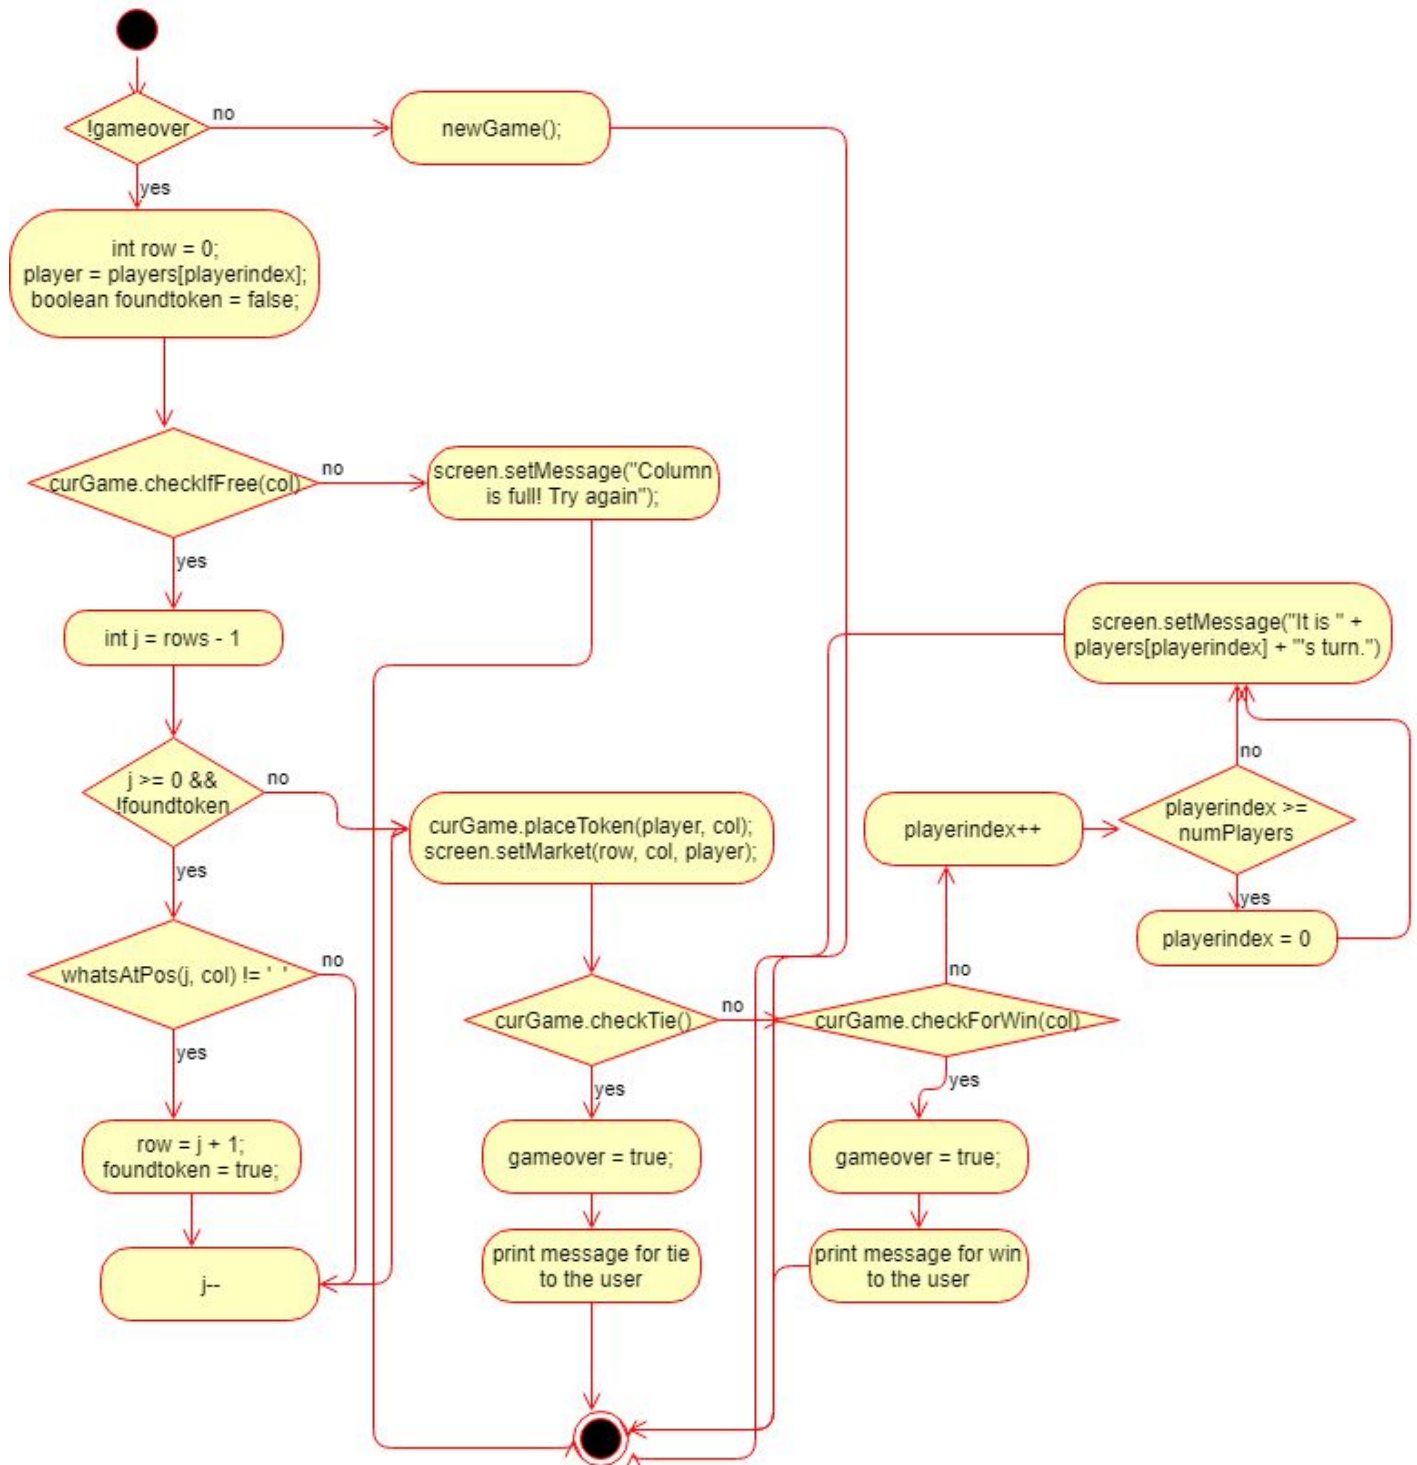 !gameover
no
newGame();
yes
int row = 0;
player = players[playerindex];
boolean foundtoken = false;
curGame.checkIfFree(col)
no
screen.setMessage("Column
is full! Try again");
yes
int j = rows - 1
screen.setMessage("It is " +
players[playerindex] + "'s turn.")
no
j >= 0 &&
!foundtoken
no
curGame.placeToken(player, col);
screen.setMarket(row, col, player);
playerindex++
playerindex >=
numPlayers
yes
yes
playerindex = 0
whatsAtPos(j, col) != ' '
no
no
curGame.checkTie()
no
curGame.checkForWin(col)
yes
yes
yes
row = j + 1;
foundtoken = true;
gameover = true;
gameover = true;
j--
print message for tie
to the user
print message for win
to the user